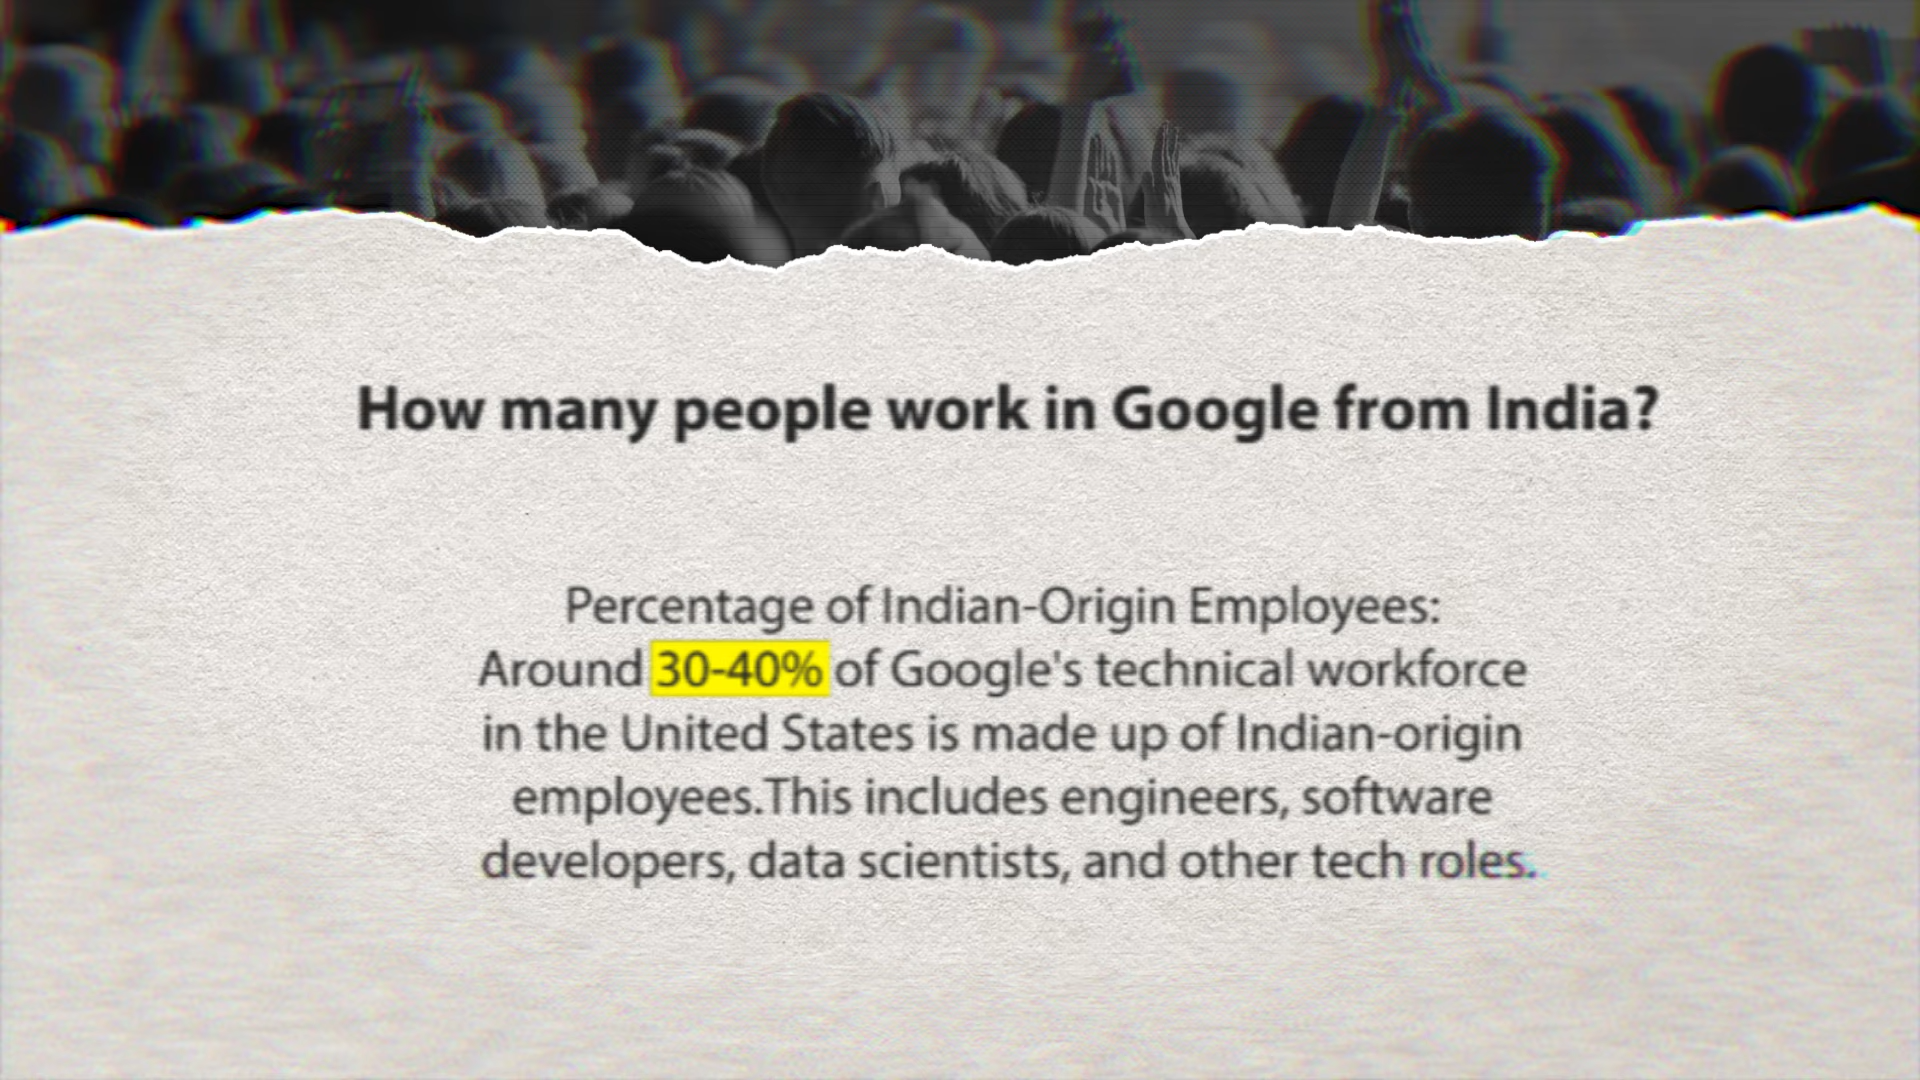 How many people work in Google from India?
Percentage of Indian-Origin Employees:
Around 30-40% of Google's technical workforce
in the United States is made up of Indian-origin
employees.This includes engineers, software
developers, data scientists, and other tech roles.